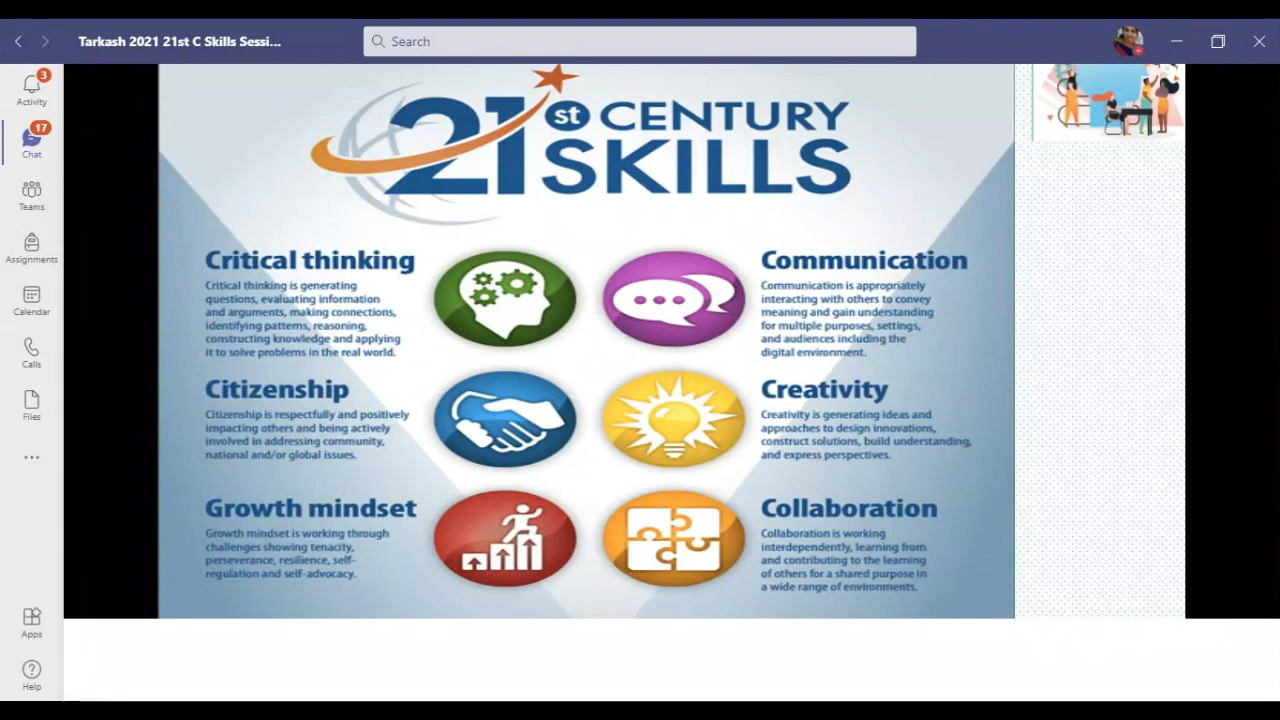 Tarkash 2021 21st C Skills Sessi...
Search
3
Activity
17
Chat
Teams
Assignments
Calendar
Calls
Files
Apps
Help
21st CENTURY
SKILLS
Critical thinking
Critical thinking is generating
questions, evaluating information
and arguments, making connections,
identifying patterns, reasoning,
constructing knowledge and applying
it to solve problems in the real world.
Communication
Communication is appropriately
interacting with others to convey
meaning and gain understanding
for multiple purposes, settings,
and audiences including the
digital environment.
Citizenship
Citizenship is respectfully and positively
impacting others and being actively
involved in addressing community,
national and/or global issues.
Creativity
Creativity is generating ideas and
approaches to design innovations,
construct solutions, build understanding,
and express perspectives.
Growth mindset
Growth mindset is working through
challenges showing tenacity,
perseverance, resilience, self-
regulation and self-advocacy.
Collaboration
Collaboration is working
interdependently, learning from
and contributing to the learning
of others for a shared purpose in
a wide range of environments.